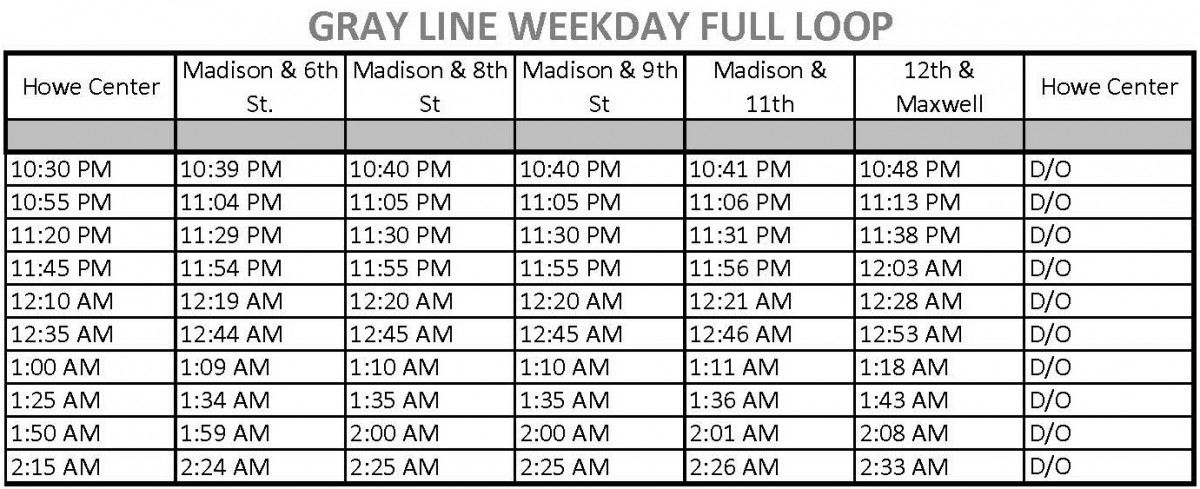 GRAY LINE WEEKDAY FULL LOOP
Howe Center Madison & 6th St. Madison & 8th St Madison & 9th St Madison & 11th 12th & Maxwell Howe Center
10:30 PM 10:39 PM 10:40 PM 10:40 PM 10:41 PM 10:48 PM D/O
10:55 PM 11:04 PM 11:05 PM 11:05 PM 11:06 PM 11:13 PM D/O
11:20 PM 11:29 PM 11:30 PM 11:30 PM 11:31 PM 11:38 PM D/O
11:45 PM 11:54 PM 11:55 PM 11:55 PM 11:56 PM 12:03 AM D/O
12:10 AM 12:19 AM 12:20 AM 12:20 AM 12:21 AM 12:28 AM D/O
12:35 AM 12:44 AM 12:45 AM 12:45 AM 12:46 AM 12:53 AM D/O
1:00 AM 1:09 AM 1:10 AM 1:10 AM 1:11 AM 1:18 AM D/O
1:25 AM 1:34 AM 1:35 AM 1:35 AM 1:36 AM 1:43 AM D/O
1:50 AM 1:59 AM 2:00 AM 2:00 AM 2:01 AM 2:08 AM D/O
2:15 AM 2:24 AM 2:25 AM 2:25 AM 2:26 AM 2:33 AM D/O